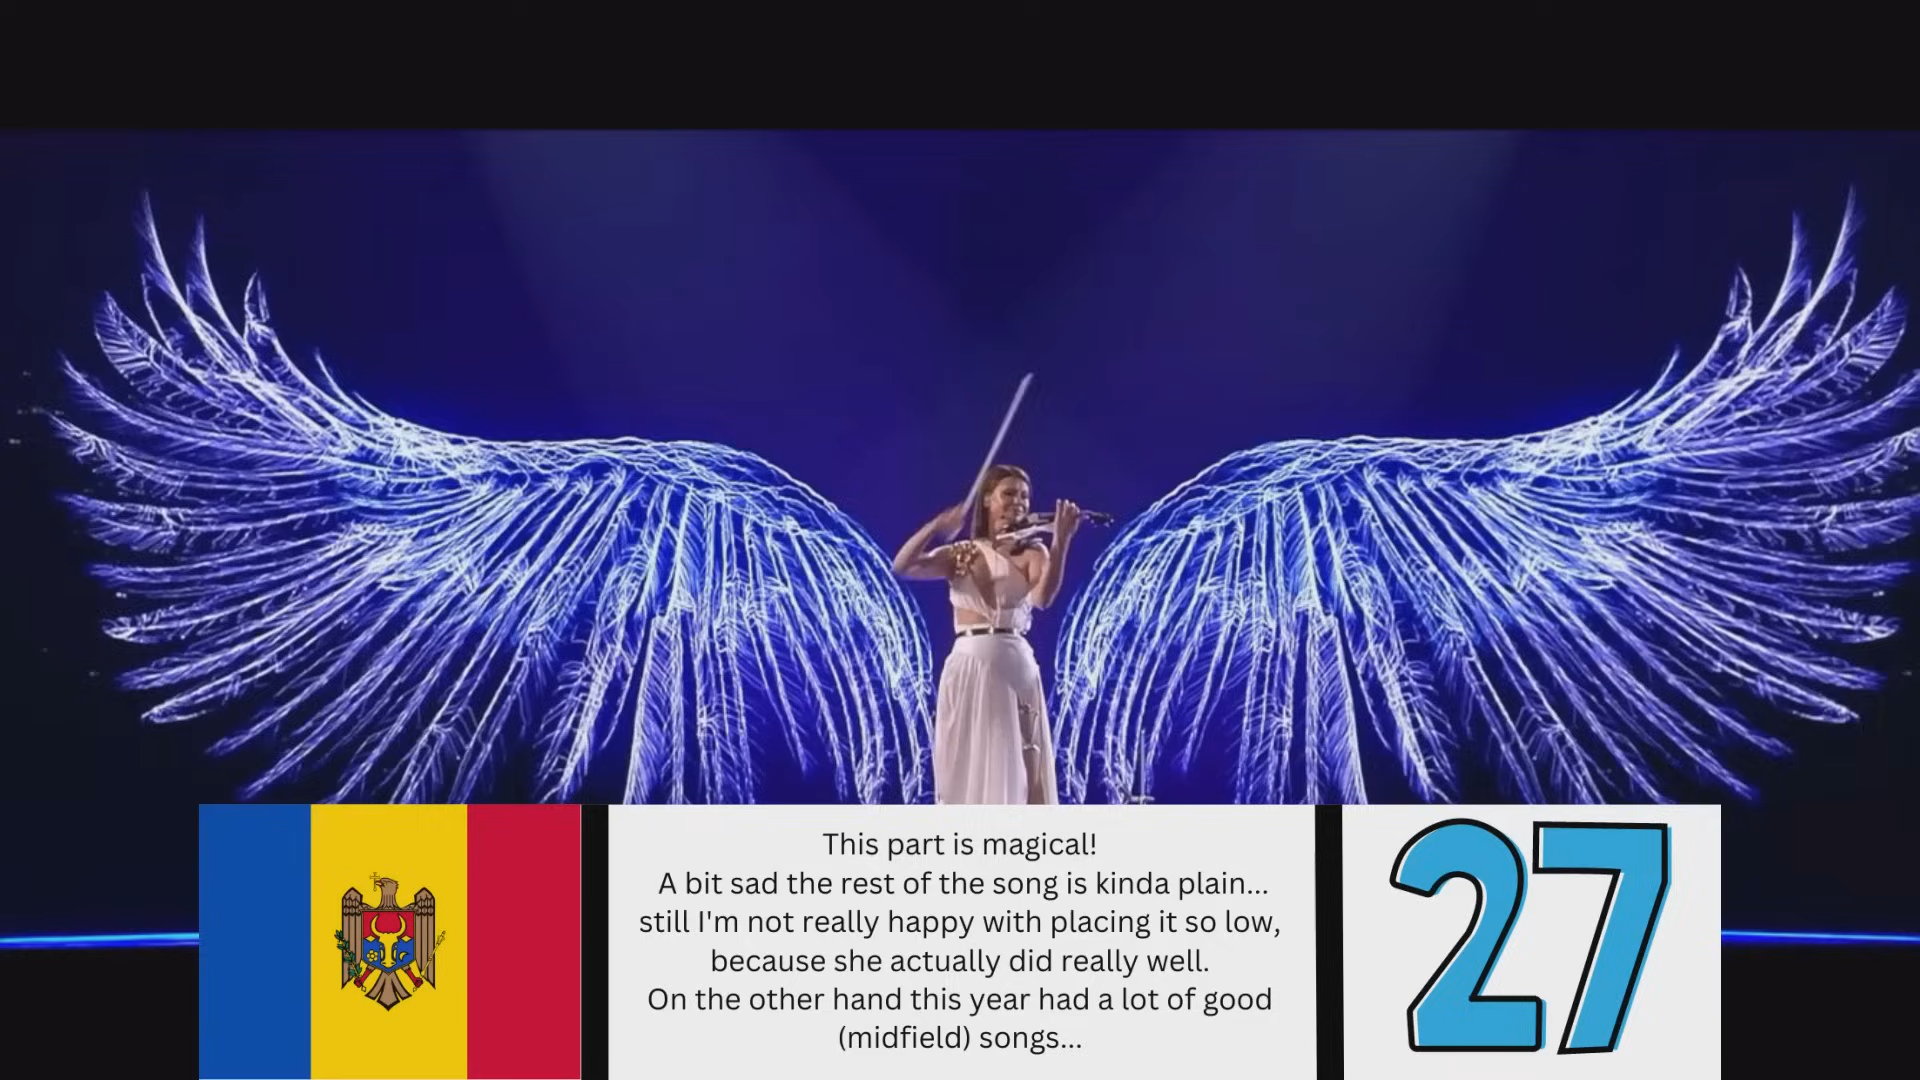 This part is magical!
A bit sad the rest of the song is kinda plain...
still I'm not really happy with placing it so low,
because she actually did really well.
On the other hand this year had a lot of good
(midfield) songs...
27